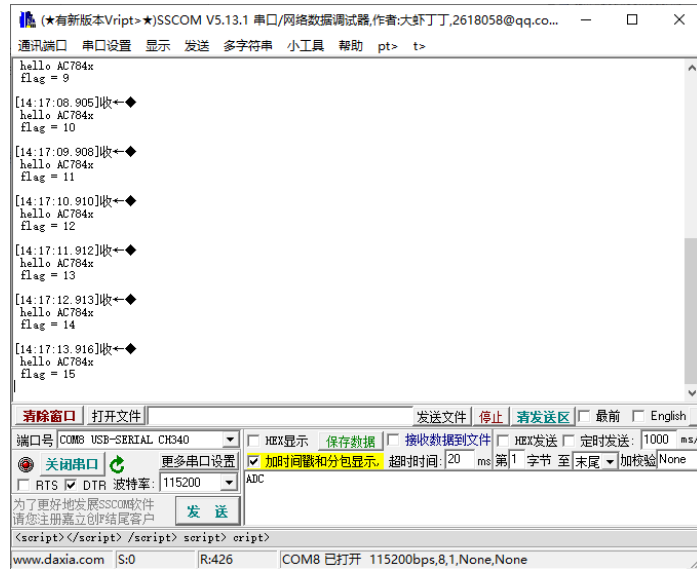 (★有新版本Vript>★)SSCOM V5.13.1 串口/网络数据调试器,作者:大虾丁丁,2618058@qq.co...
通讯端口 串口设置 显示 发送 多字符串 小工具 帮助 pt> t>
hello AC784x
flag = 9
[14:17:08.905]收←◆
hello AC784x
flag = 10
[14:17:09.908]收←◆
hello AC784x
flag = 11
[14:17:10.910]收←◆
hello AC784x
flag = 12
[14:17:11.912]收←◆
hello AC784x
flag = 13
[14:17:12.913]收←◆
hello AC784x
flag = 14
[14:17:13.916]收←◆
hello AC784x
flag = 15
清除窗口 打开文件 发送文件 停止 清发送区 最前 English
端口号 COM8 USB-SERIAL CH340 HEX显示 保存数据 接收数据到文件 HEX发送 定时发送: 1000 ms/
关闭串口 更多串口设置 加时间戳和分包显示, 超时时间: 20 ms 第1 字节 至 末尾 加校验 None
RTS DTR 波特率: 115200 ADC
为了更好地发展SSCOM软件
请您注册嘉立创F结尾客户
发 送
<script></script> /script> script> cript>
www.daxia.com S:0 R:426 COM8 已打开 115200bps,8,1,None,None